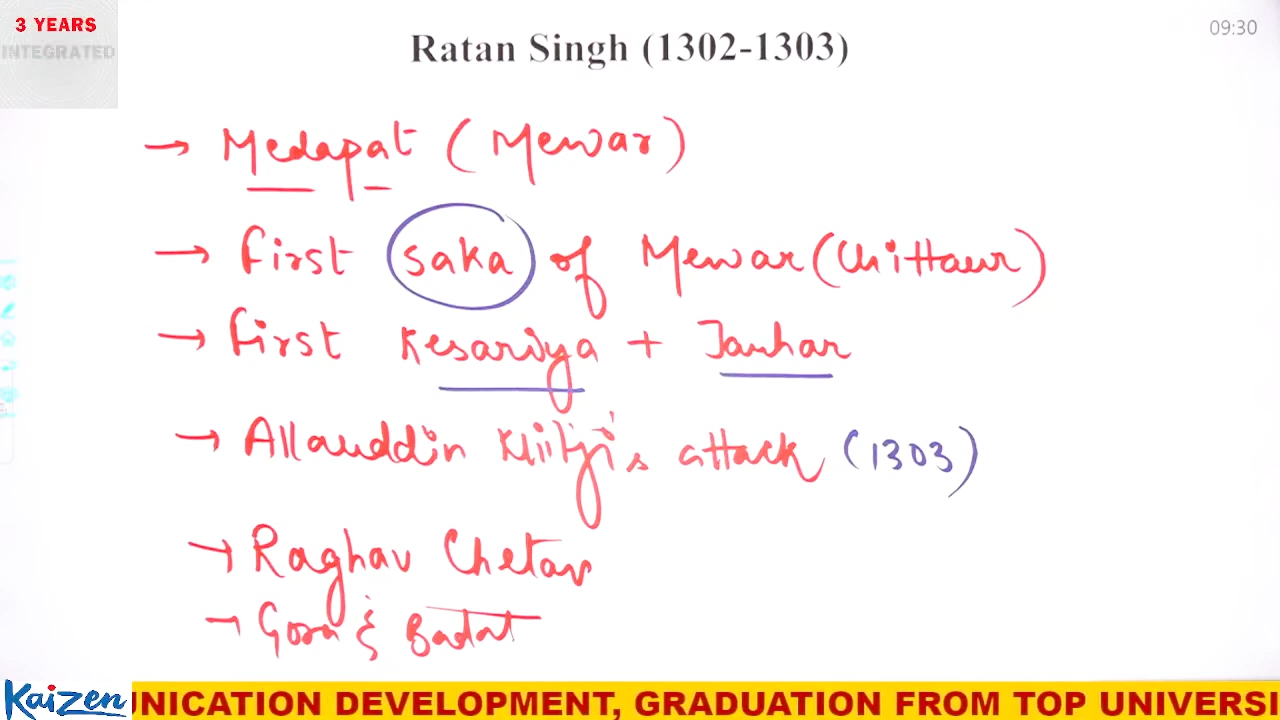 3 YEARS
INTEGRATED
09:30
Ratan Singh (1302-1303)
→ Medapat (Mewar)
→ First saka of Mewar (Chittaur)
→ First Kesariya + Jauhar
→ Allauddin Khilji's attack (1303)
→ Raghav Chetan
→ Gora & Badal
Kaizen
UNICATION DEVELOPMENT, GRADUATION FROM TOP UNIVERSI